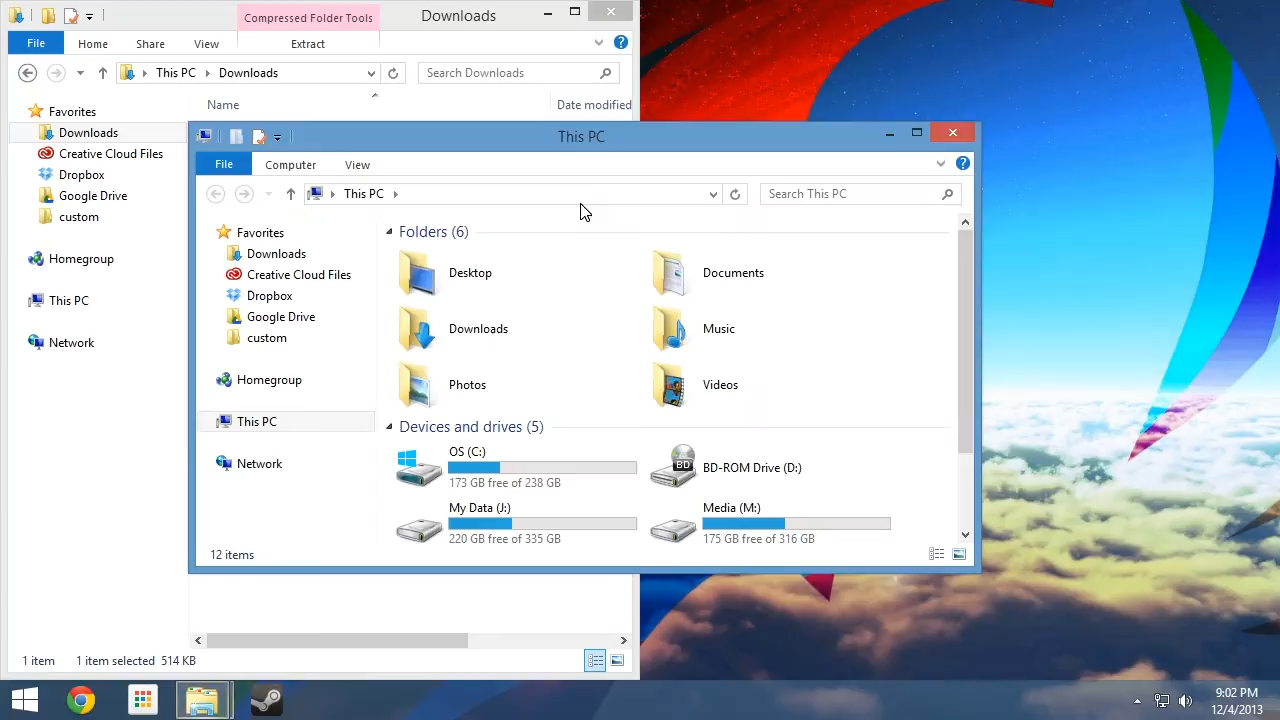 Compressed Folder Tools
Downloads
File Home Share View Extract
This PC Downloads Search Downloads
Name Date modified
Favorites
Downloads
Creative Cloud Files
Dropbox
Google Drive
custom
Homegroup
This PC
Network
This PC
File Computer View
This PC Search This PC
Favorites
Downloads
Creative Cloud Files
Dropbox
Google Drive
custom
Homegroup
This PC
Network
Folders (6)
Desktop Documents
Downloads Music
Photos Videos
Devices and drives (5)
OS (C:)
173 GB free of 238 GB
BD
BD-ROM Drive (D:)
My Data (J:)
220 GB free of 335 GB
Media (M:)
175 GB free of 316 GB
12 items
1 item 1 item selected 514 KB
9:02 PM
12/4/2013